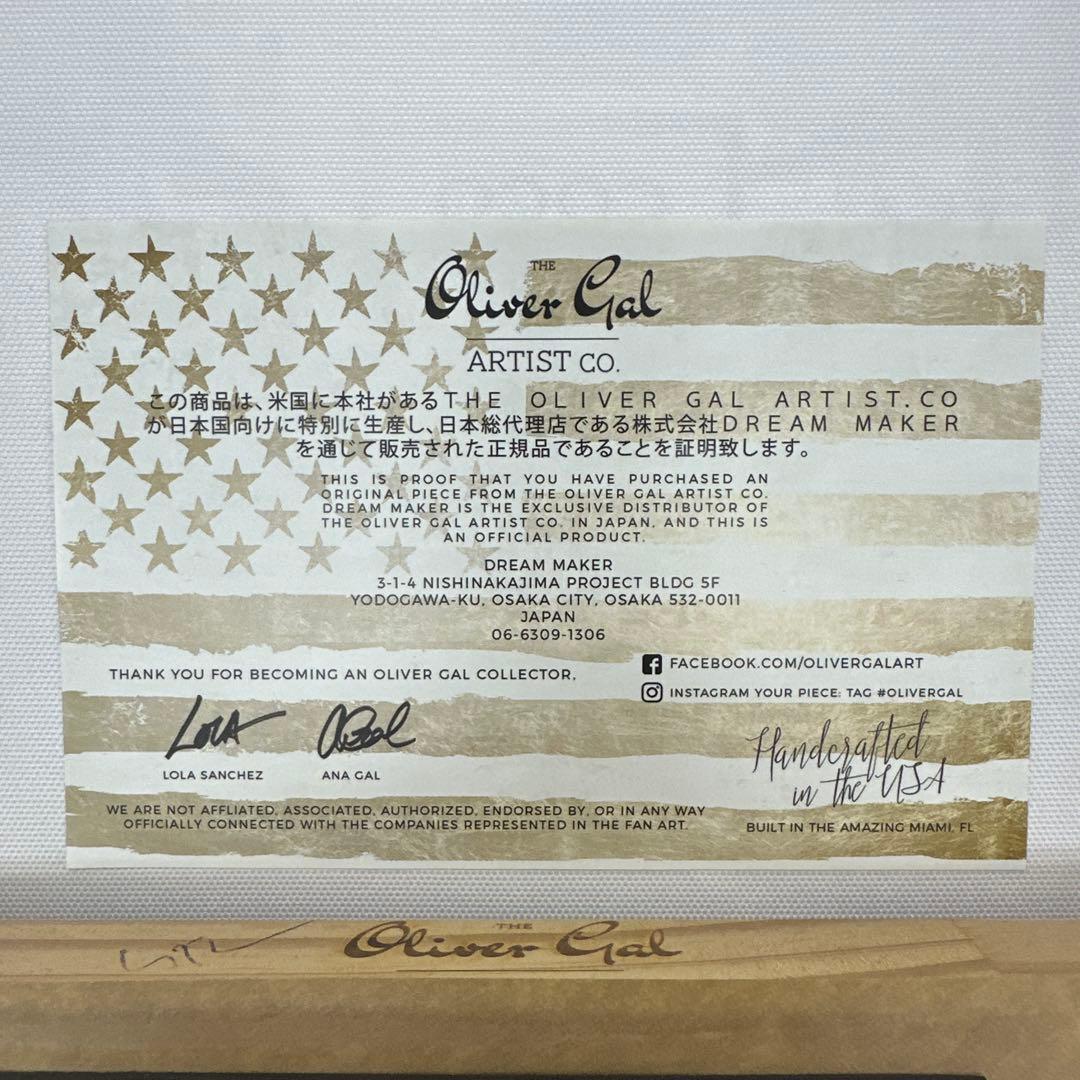 THE
Oliver Gal
ARTIST CO.
この商品は、米国に本社があるTHE OLIVER GAL ARTIST.CO
が日本国向けに特別に生産し、日本総代理店である株式会社DREAM MAKER
を通じて販売された正規品であることを証明致します。
THIS IS PROOF THAT YOU HAVE PURCHASED AN
ORIGINAL PIECE FROM THE OLIVER GAL ARTIST CO.
DREAM MAKER IS THE EXCLUSIVE DISTRIBUTOR OF
THE OLIVER GAL ARTIST CO. IN JAPAN, AND THIS IS
AN OFFICIAL PRODUCT.
DREAM MAKER
3-1-4 NISHINAKAJIMA PROJECT BLDG 5F
YODOGAWA-KU, OSAKA CITY, OSAKA 532-0011
JAPAN
06-6309-1306
THANK YOU FOR BECOMING AN OLIVER GAL COLLECTOR,
FACEBOOK.COM/OLIVERGALART
INSTAGRAM YOUR PIECE: TAG #OLIVERGAL
LOLA
LOLA SANCHEZ
ANA GAL
Handcrafted
in the USA
BUILT IN THE AMAZING MIAMI, FL
WE ARE NOT AFFLIATED, ASSOCIATED, AUTHORIZED, ENDORSED BY, OR IN ANY WAY
OFFICIALLY CONNECTED WITH THE COMPANIES REPRESENTED IN THE FAN ART.
THE
Oliver Gal